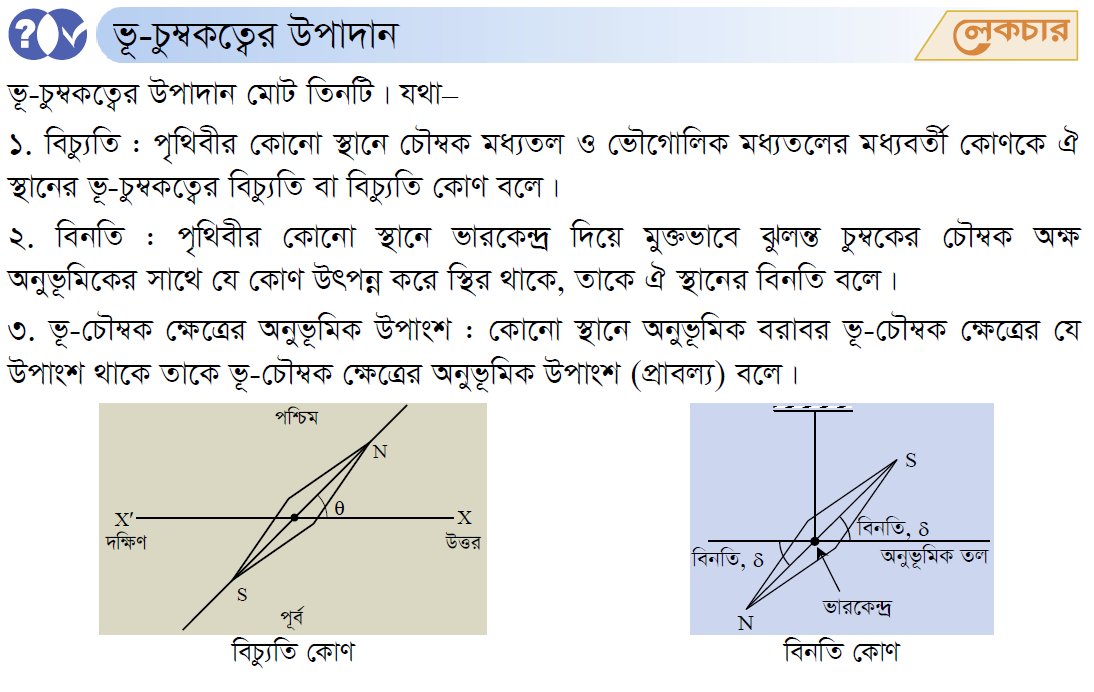 ভূ-চুম্বকত্বের উপাদান
লেকচার
ভূ-চুম্বকত্বের উপাদান মোট তিনটি। যথা–
১. বিচ্যুতি : পৃথিবীর কোনো স্থানে চৌম্বক মধ্যতল ও ভৌগোলিক মধ্যতলের মধ্যবর্তী কোণকে ঐ
স্থানের ভূ-চুম্বকত্বের বিচ্যুতি বা বিচ্যুতি কোণ বলে।
২. বিনতি : পৃথিবীর কোনো স্থানে ভারকেন্দ্র দিয়ে মুক্তভাবে ঝুলন্ত চুম্বকের চৌম্বক অক্ষ
অনুভূমিকের সাথে যে কোণ উৎপন্ন করে স্থির থাকে, তাকে ঐ স্থানের বিনতি বলে।
৩. ভূ-চৌম্বক ক্ষেত্রের অনুভূমিক উপাংশ : কোনো স্থানে অনুভূমিক বরাবর ভূ-চৌম্বক ক্ষেত্রের যে
উপাংশ থাকে তাকে ভূ-চৌম্বক ক্ষেত্রের অনুভূমিক উপাংশ (প্রাবল্য) বলে।
পশ্চিম
N
θ
X′
X
দক্ষিণ
উত্তর
S
পূর্ব
বিচ্যুতি কোণ
S
বিনতি, δ
বিনতি, δ
অনুভূমিক তল
ভারকেন্দ্র
N
বিনতি কোণ